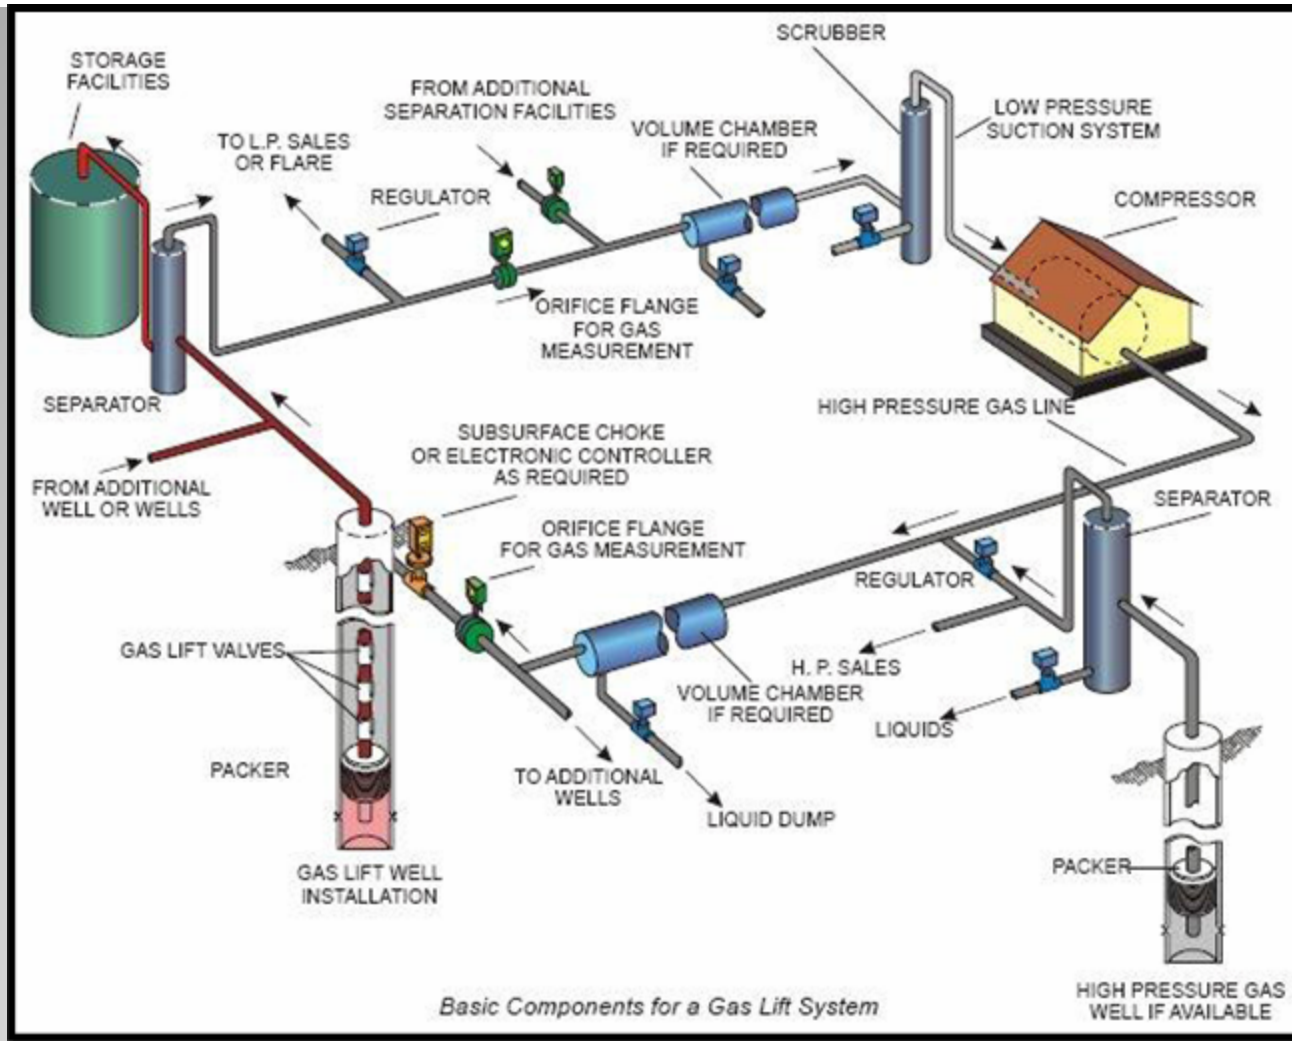 STORAGE
FACILITIES
TO L.P. SALES
OR FLARE
FROM ADDITIONAL
SEPARATION FACILITIES
REGULATOR
VOLUME CHAMBER
IF REQUIRED
SCRUBBER
LOW PRESSURE
SUCTION SYSTEM
COMPRESSOR
ORIFICE FLANGE
FOR GAS
MEASUREMENT
SEPARATOR
HIGH PRESSURE GAS LINE
FROM ADDITIONAL
WELL OR WELLS
SUBSURFACE CHOKE
OR ELECTRONIC CONTROLLER
AS REQUIRED
ORIFICE FLANGE
FOR GAS MEASUREMENT
SEPARATOR
REGULATOR
GAS LIFT VALVES
H. P. SALES
VOLUME CHAMBER
IF REQUIRED
LIQUIDS
PACKER
TO ADDITIONAL
WELLS
LIQUID DUMP
GAS LIFT WELL
INSTALLATION
PACKER
HIGH PRESSURE GAS
WELL IF AVAILABLE
Basic Components for a Gas Lift System